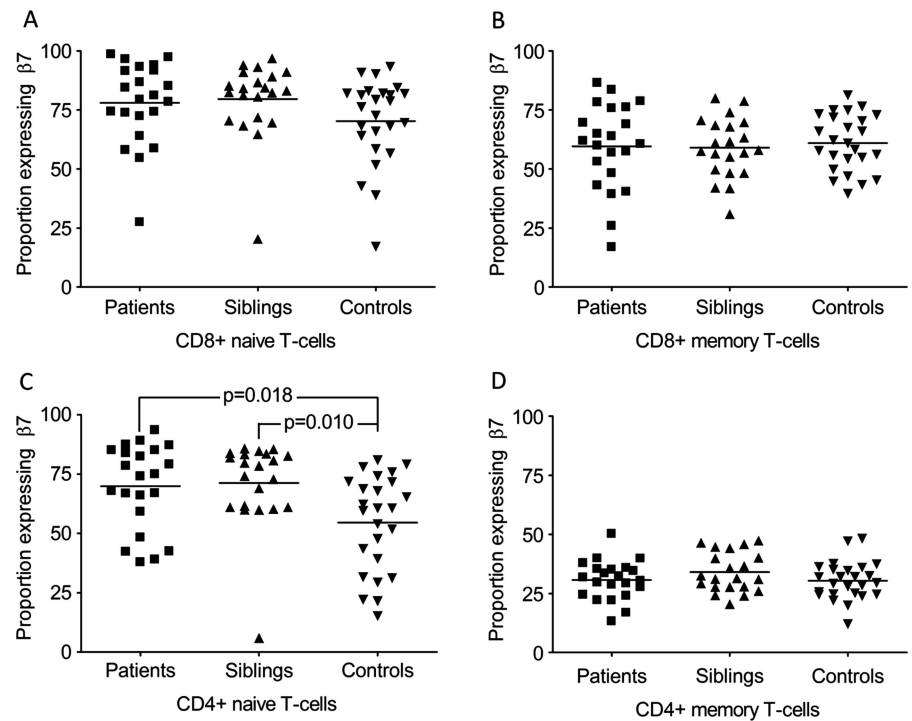 A
Proportion expressing β7
100
75
50
25
0
Patients Siblings Controls
CD8+ naive T-cells
B
Proportion expressing β7
100
75
50
25
0
Patients Siblings Controls
CD8+ memory T-cells
C
Proportion expressing β7
p=0.018
100
p=0.010
75
50
25
0
Patients Siblings Controls
CD4+ naive T-cells
D
Proportion expressing β7
100
75
50
25
0
Patients Siblings Controls
CD4+ memory T-cells